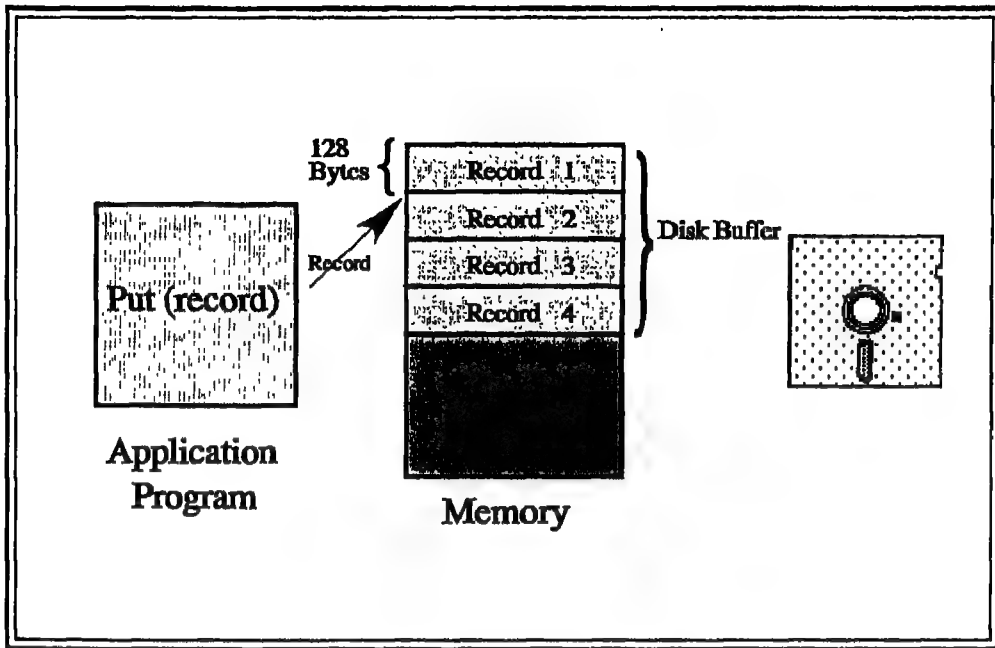 128
Bytes
Record 1
Record 2
Record 3
Record 4
Disk Buffer
Record
Put (record)
Application
Program
Memory